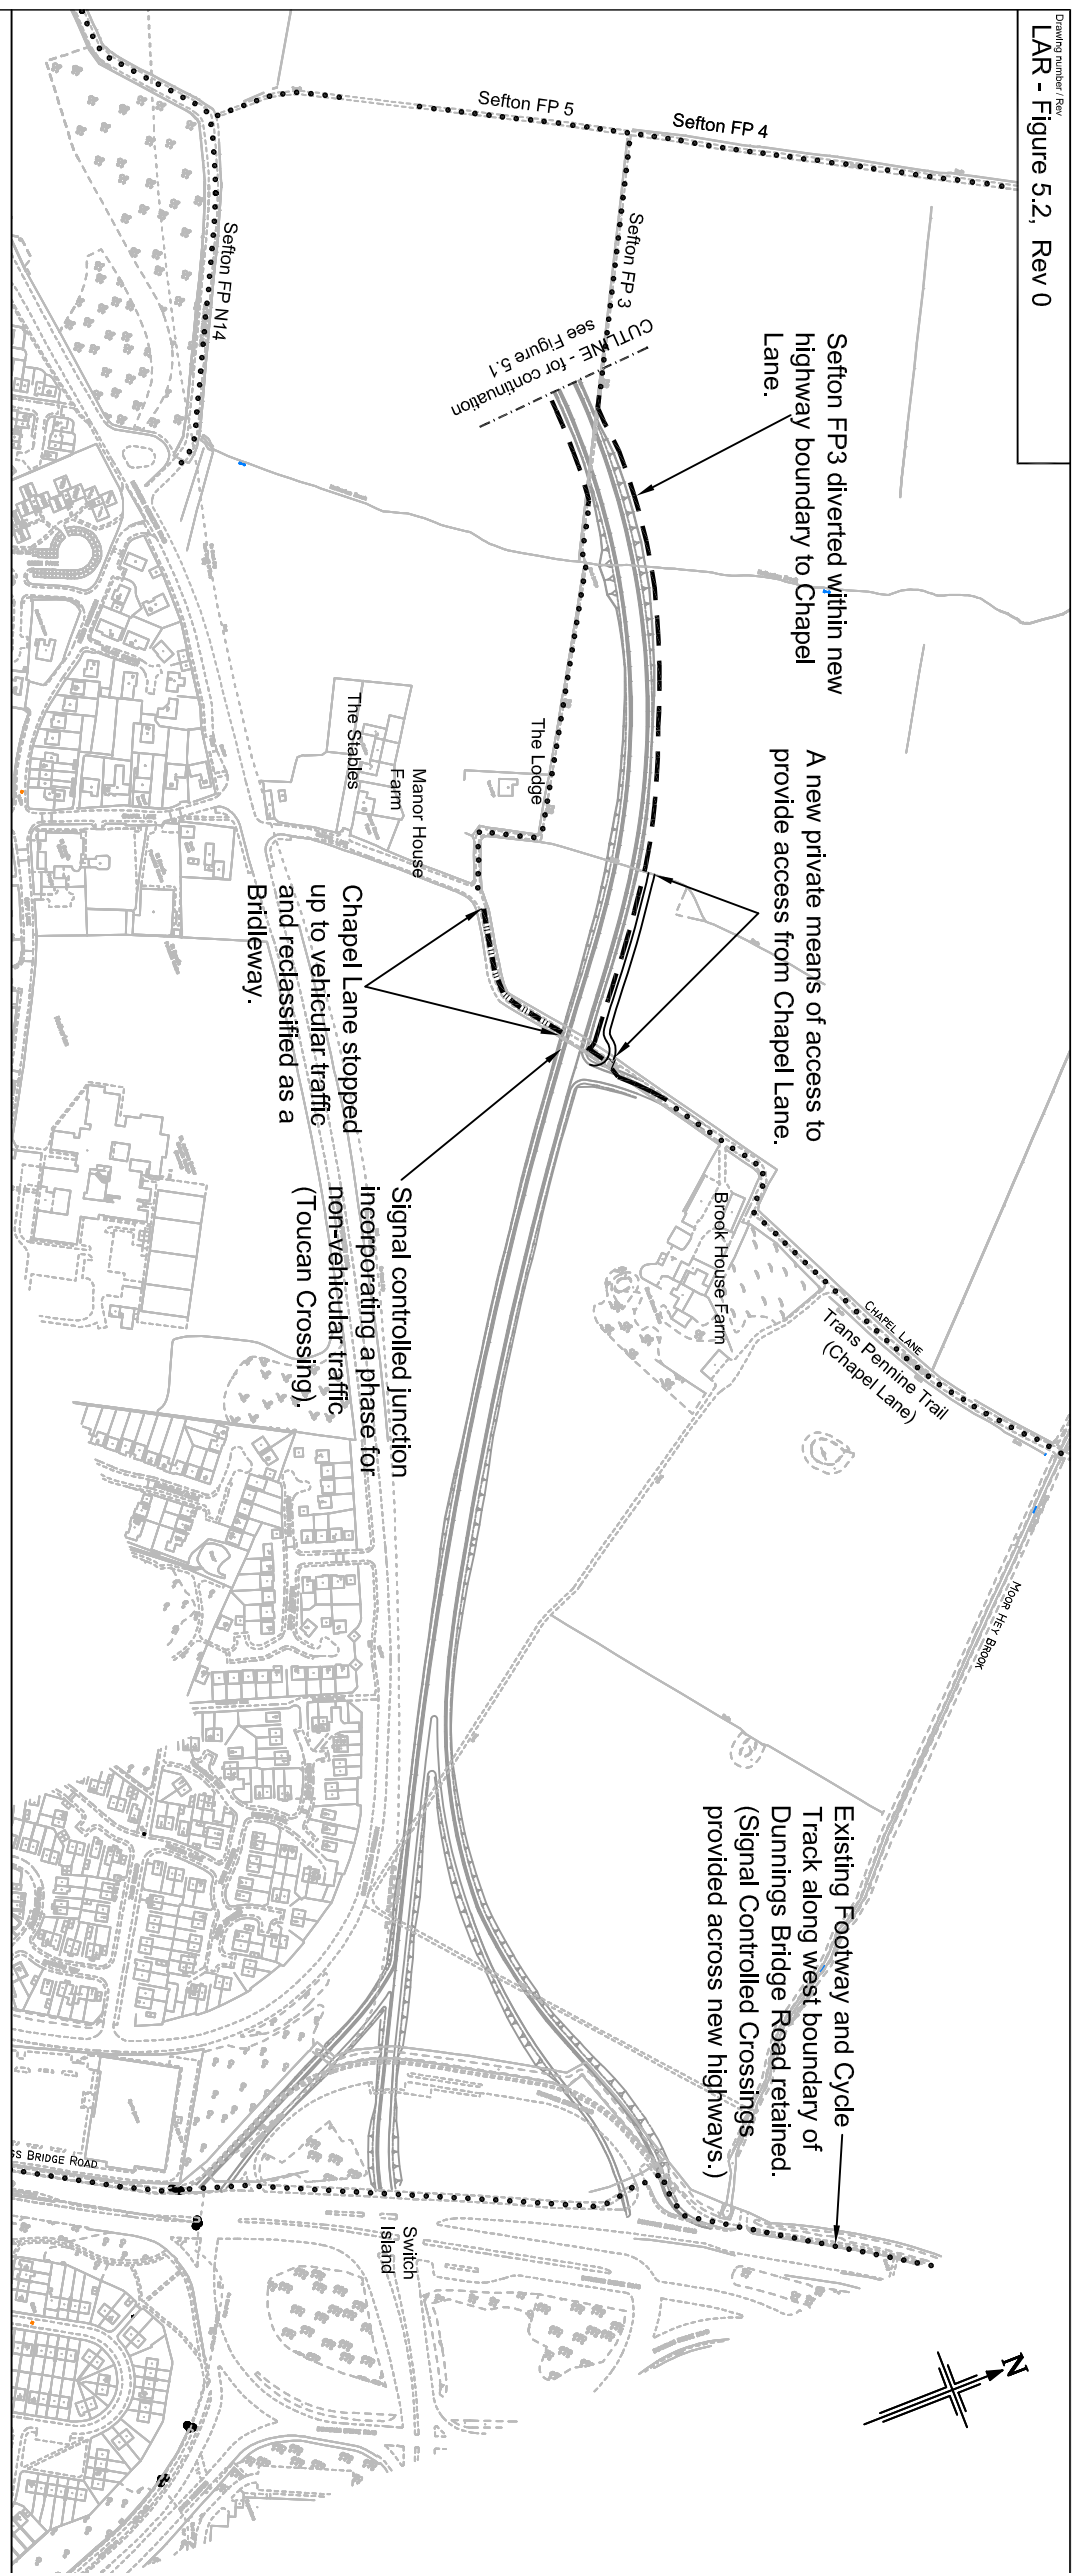 Drawing number / Rev
LAR - Figure 5.2, Rev 0
Sefton FP 5
Sefton FP 4
Sefton FP 3
Sefton FP N14
CUTLINE - for continuation
see Figure 5.1
Sefton FP3 diverted within new
highway boundary to Chapel
Lane.
A new private means of access to
provide access from Chapel Lane.
The Lodge
Manor House
Farm
The Stables
Chapel Lane stopped
up to vehicular traffic
and reclassified as a
Bridleway.
Signal controlled junction
incorporating a phase for
non-vehicular traffic
(Toucan Crossing).
Brook House Farm
CHAPEL LANE
Trans Pennine Trail
(Chapel Lane)
MOOR HEY BROOK
Existing Footway and Cycle
Track along west boundary of
Dunnings Bridge Road retained.
(Signal Controlled Crossings
provided across new highways.)
SS BRIDGE ROAD
Switch
Island
N